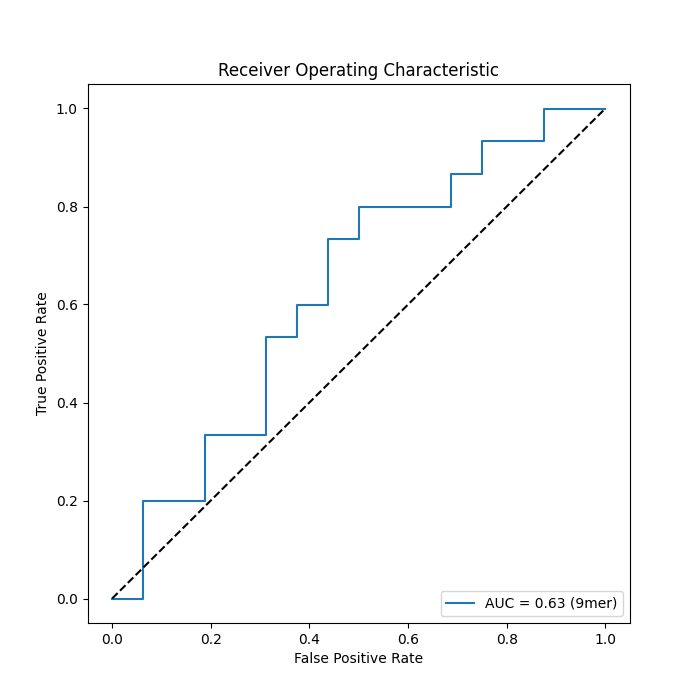 Receiver Operating Characteristic
True Positive Rate
1.0
0.8
0.6
0.4
0.2
0.0
AUC = 0.63 (9mer)
0.0 0.2 0.4 0.6 0.8 1.0
False Positive Rate